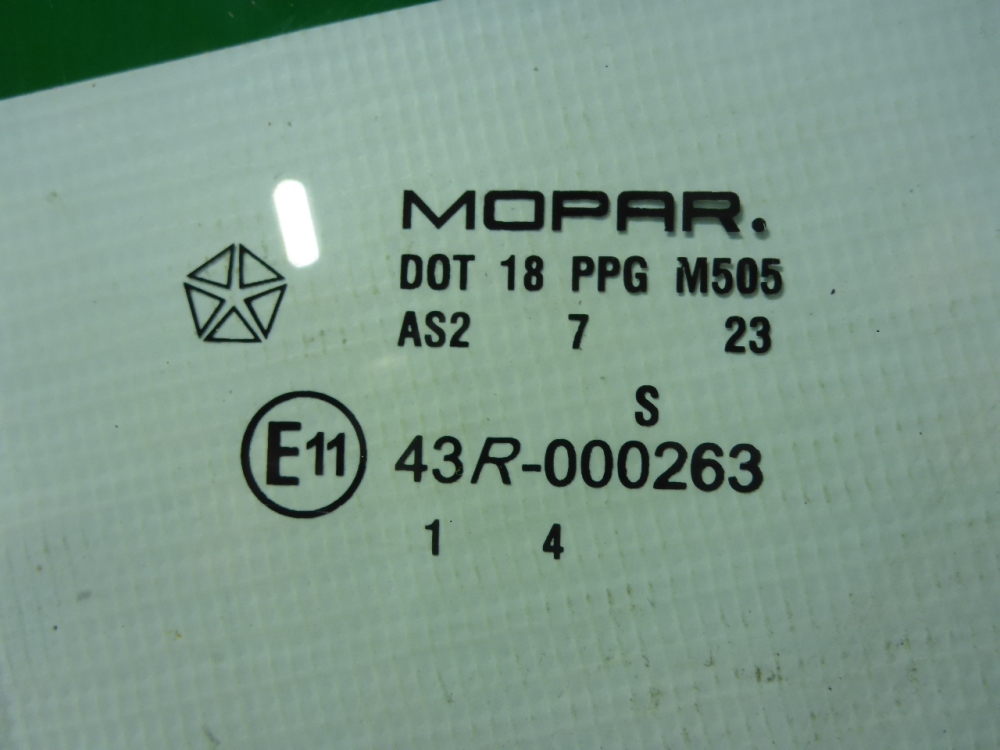 MOPAR.
DOT 18 PPG M505
AS2 7 23
S
E11 43R-000263
1 4